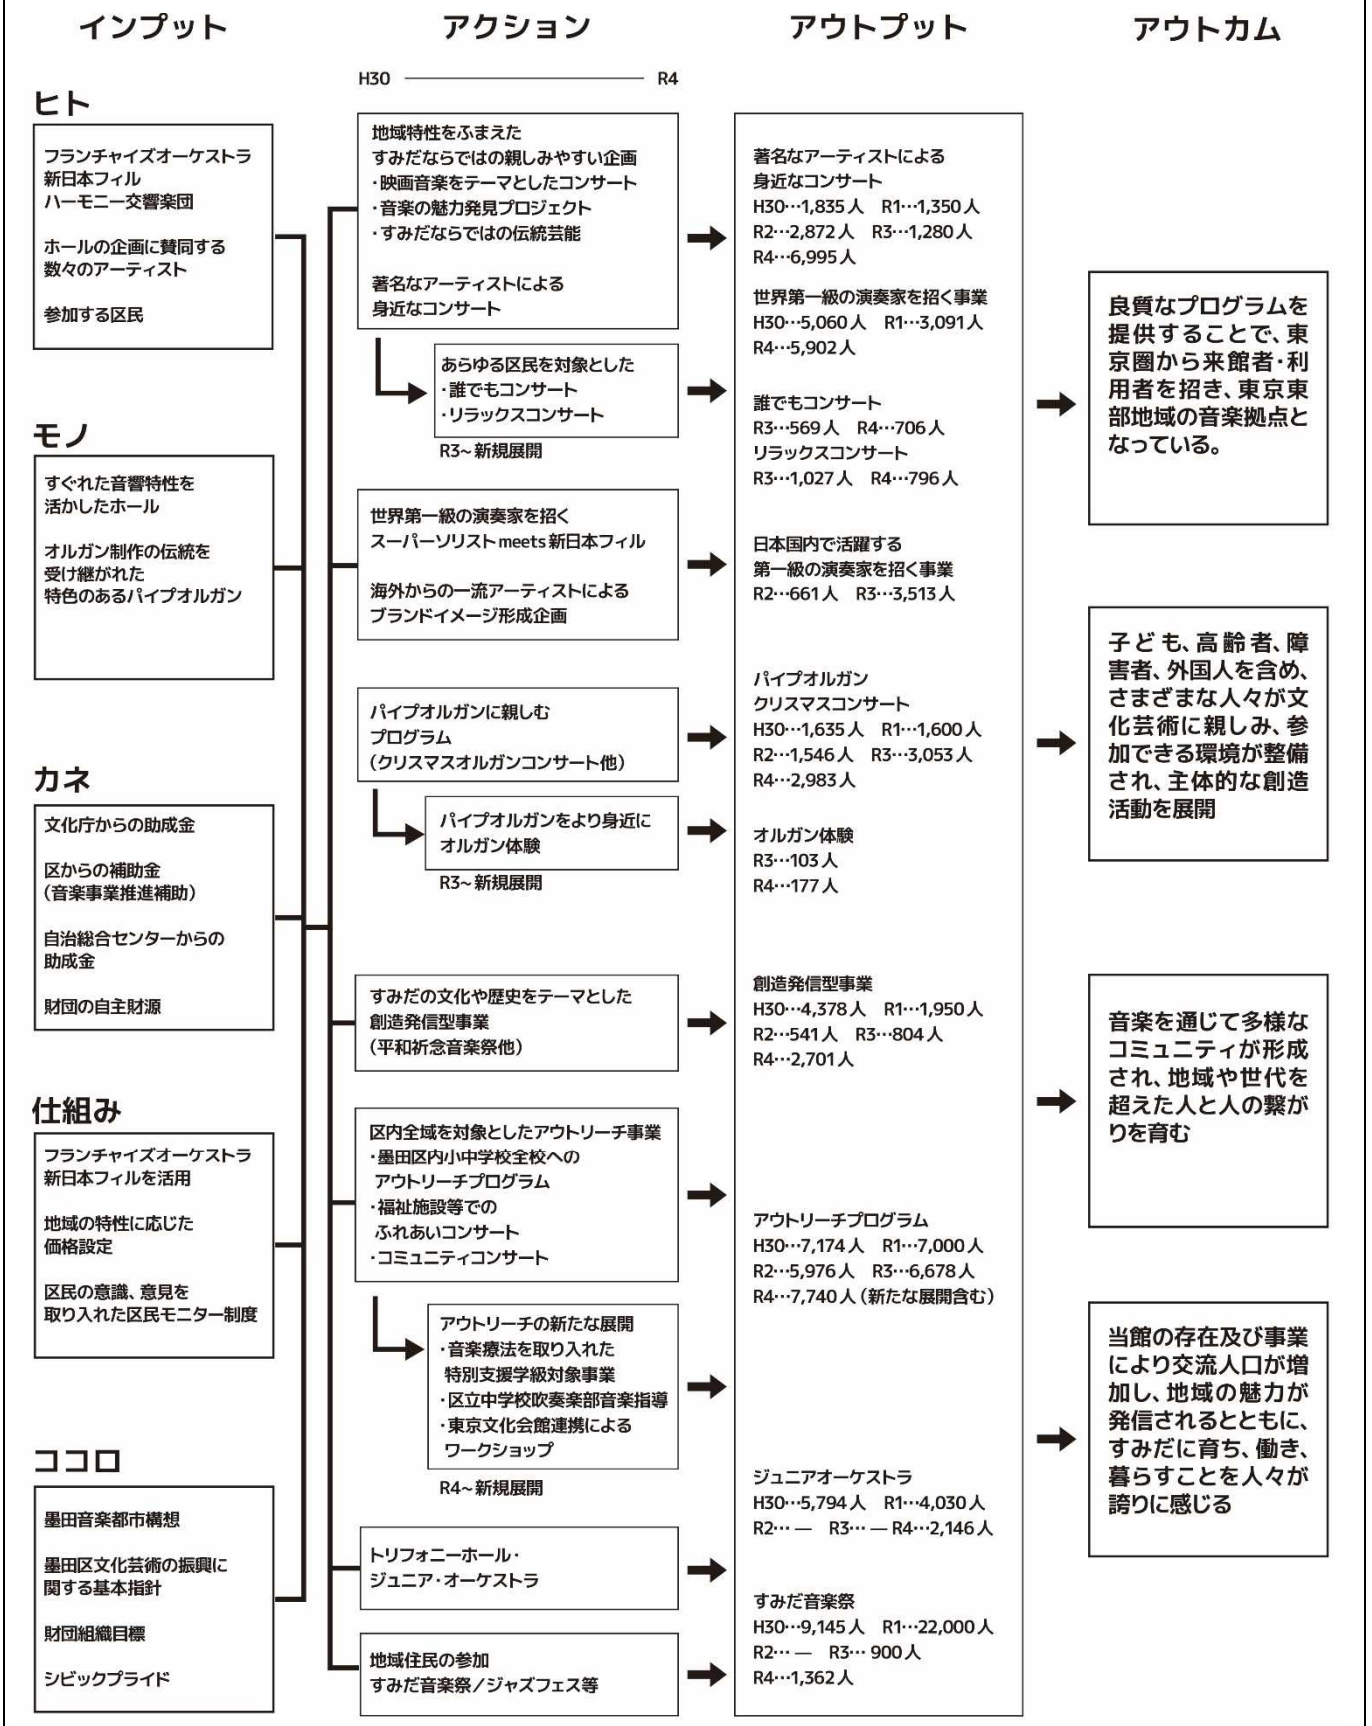 インプット
アクション
アウトプット
アウトカム
H30
R4
ヒト
フランチャイズオーケストラ
新日本フィル
ハーモニー交響楽団
ホールの企画に賛同する
数々のアーティスト
参加する区民
モノ
すぐれた音響特性を
活かしたホール
オルガン制作の伝統を
受け継がれた
特色のあるパイプオルガン
カネ
文化庁からの助成金
区からの補助金
（音楽事業推進補助）
自治総合センターからの
助成金
財団の自主財源
仕組み
フランチャイズオーケストラ
新日本フィルを活用
地域の特性に応じた
価格設定
区民の意識、意見を
取り入れた区民モニター制度
ココロ
墨田音楽都市構想
墨田区文化芸術の振興に
関する基本指針
財団組織目標
シビックプライド
地域特性をふまえた
すみだならではの親しみやすい企画
・映画音楽をテーマとしたコンサート
・音楽の魅力発見プロジェクト
・すみだならではの伝統芸能
著名なアーティストによる
身近なコンサート
あらゆる区民を対象とした
・誰でもコンサート
・リラックスコンサート
R3~新規展開
世界第一級の演奏家を招く
スーパーソリスト meets 新日本フィル
海外からの一流アーティストによる
ブランドイメージ形成企画
パイプオルガンに親しむ
プログラム
（クリスマスオルガンコンサート他）
パイプオルガンをより身近に
オルガン体験
R3~新規展開
すみだの文化や歴史をテーマとした
創造発信型事業
（平和祈念音楽祭他）
区内全域を対象としたアウトリーチ事業
・墨田区内小中学校全校への
アウトリーチプログラム
・福祉施設等での
ふれあいコンサート
・コミュニティコンサート
アウトリーチの新たな展開
・音楽療法を取り入れた
特別支援学級対象事業
・区立中学校吹奏楽部音楽指導
・東京文化会館連携による
ワークショップ
R4~新規展開
トリフォニーホール・
ジュニア・オーケストラ
地域住民の参加
すみだ音楽祭／ジャズフェス等
著名なアーティストによる
身近なコンサート
H30…1,835人 R1…1,350人
R2…2,872人 R3…1,280人
R4…6,995人
世界第一級の演奏家を招く事業
H30…5,060人 R1…3,091人
R4…5,902人
誰でもコンサート
R3…569人 R4…706人
リラックスコンサート
R3…1,027人 R4…796人
日本国内で活躍する
第一級の演奏家を招く事業
R2…661人 R3…3,513人
パイプオルガン
クリスマスコンサート
H30…1,635人 R1…1,600人
R2…1,546人 R3…3,053人
R4…2,983人
オルガン体験
R3…103人
R4…177人
創造発信型事業
H30…4,378人 R1…1,950人
R2…541人 R3…804人
R4…2,701人
アウトリーチプログラム
H30…7,174人 R1…7,000人
R2…5,976人 R3…6,678人
R4…7,740人（新たな展開含む）
ジュニアオーケストラ
H30…5,794人 R1…4,030人
R2… ― R3… ― R4…2,146人
すみだ音楽祭
H30…9,145人 R1…22,000人
R2… ― R3… 900人
R4…1,362人
良質なプログラムを
提供することで、東
京圏から来館者・利
用者を招き、東京東
部地域の音楽拠点と
なっている。
子ども、高齢者、障
害者、外国人を含め、
さまざまな人々が文
化芸術に親しみ、参
加できる環境が整備
され、主体的な創造
活動を展開
音楽を通じて多様な
コミュニティが形成
され、地域や世代を
超えた人と人の繋が
りを育む
当館の存在及び事業
により交流人口が増
加し、地域の魅力が
発信されるとともに、
すみだに育ち、働き、
暮らすことを人々が
誇りに感じる